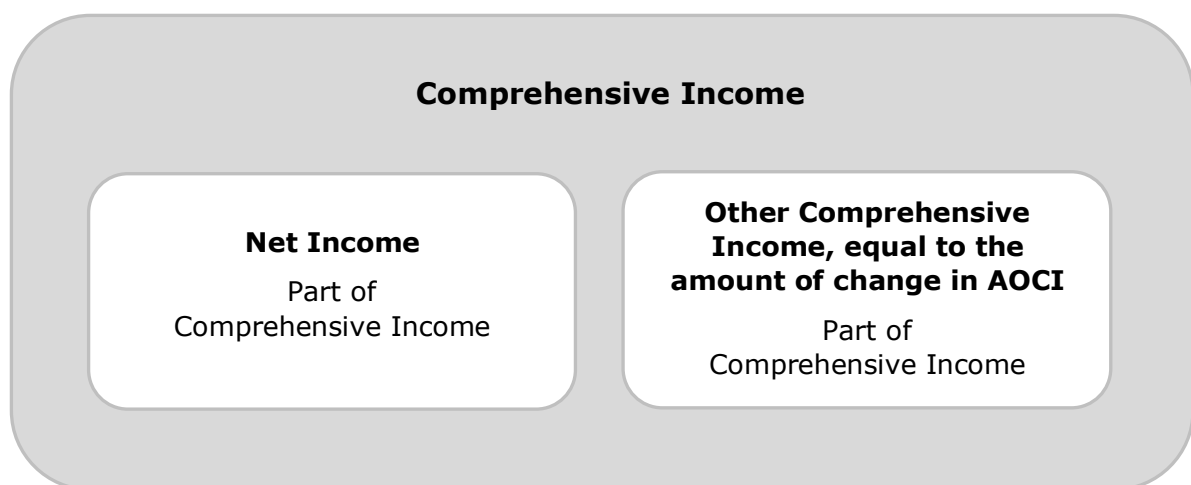 Comprehensive Income
Net Income
Part of
Comprehensive Income
Other Comprehensive
Income, equal to the
amount of change in AOCI
Part of
Comprehensive Income